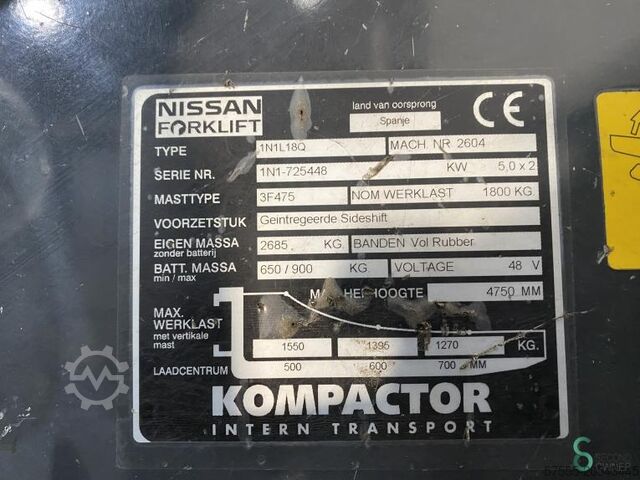 NISSAN FORKLIFT
land van oorsprong
Spanje
CE
TYPE 1N1L18Q MACH. NR 2604
SERIE NR. 1N1-725448 KW 5,0 x 2
MASTTYPE 3F475 NOM WERKLAST 1800 KG
VOORZETSTUK Geintregeerde Sideshift
EIGEN MASSA 2685 KG. BANDEN Vol Rubber
zonder batterij
BATT. MASSA 650 / 900 KG. VOLTAGE 48 V
min / max
4750 MM
MAX. WERKLAST
met vertikale mast
1550 1395 1270 KG.
LAADCENTRUM 500 600 700 MM
KOMPACTOR
INTERN TRANSPORT
SECOND
OWNER